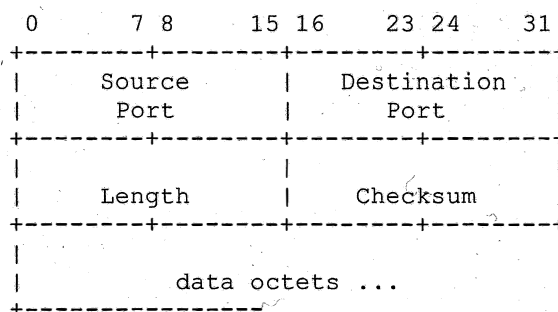 0 7 8 15 16 23 24 31
+--------+--------+--------+--------
| Source | Destination
| Port | Port
+--------+--------+--------+--------
| |
| Length | Checksum
+--------+--------+--------+--------
|
| data octets ...
+---------------